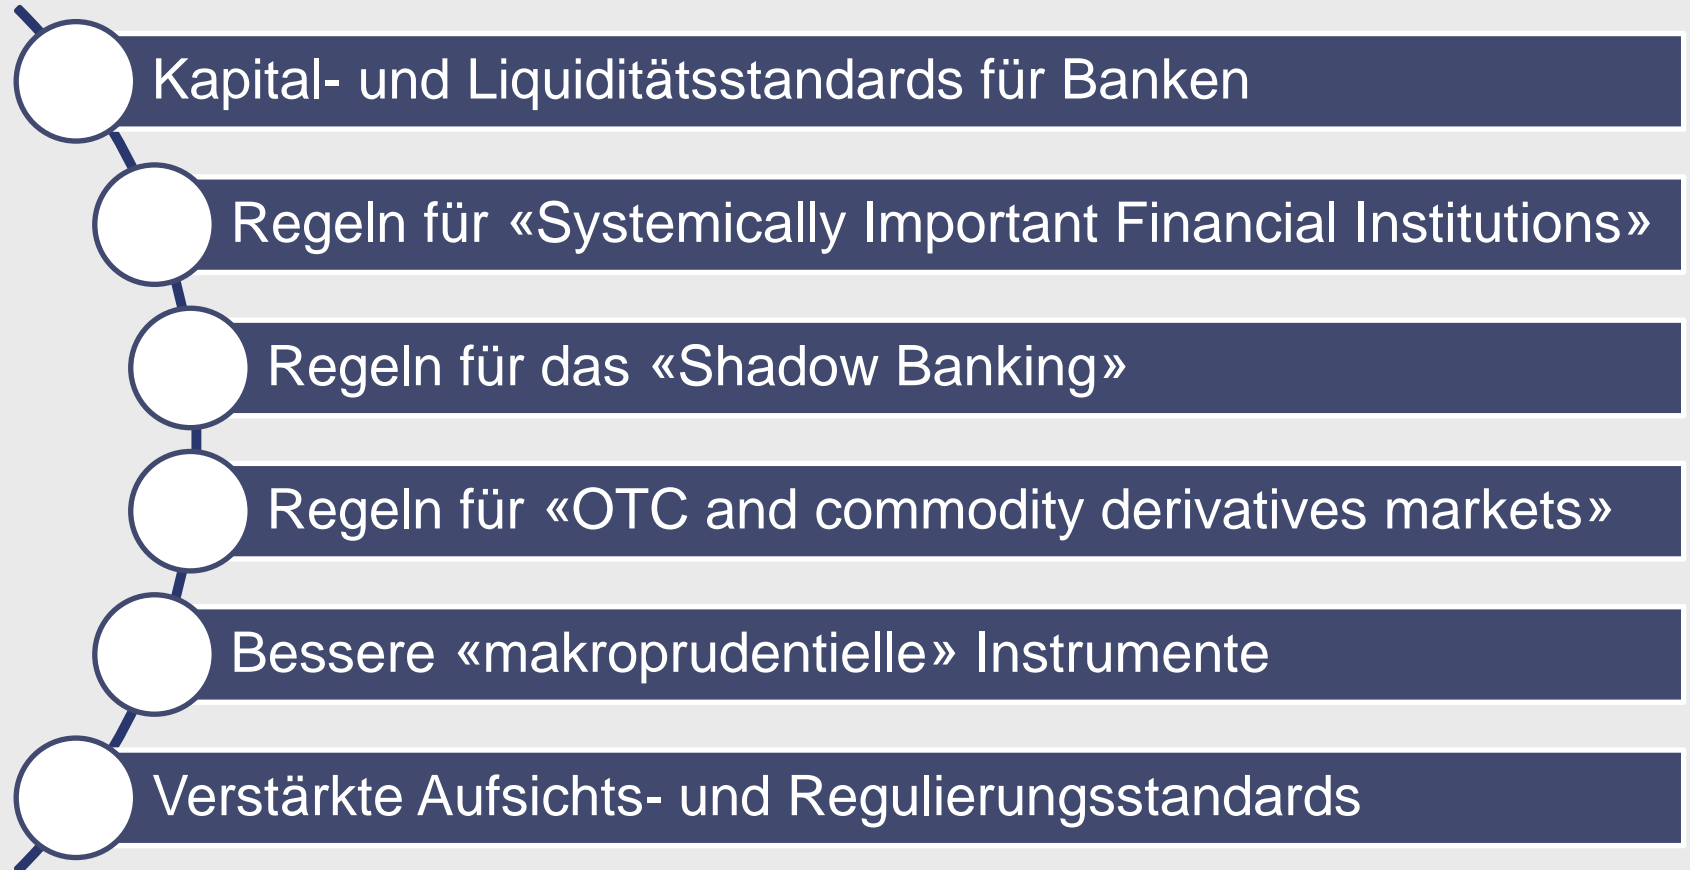 Kapital- und Liquiditätsstandards für Banken
Regeln für «Systemically Important Financial Institutions»
Regeln für das «Shadow Banking»
Regeln für «OTC and commodity derivatives markets»
Bessere «makroprudentielle» Instrumente
Verstärkte Aufsichts- und Regulierungsstandards